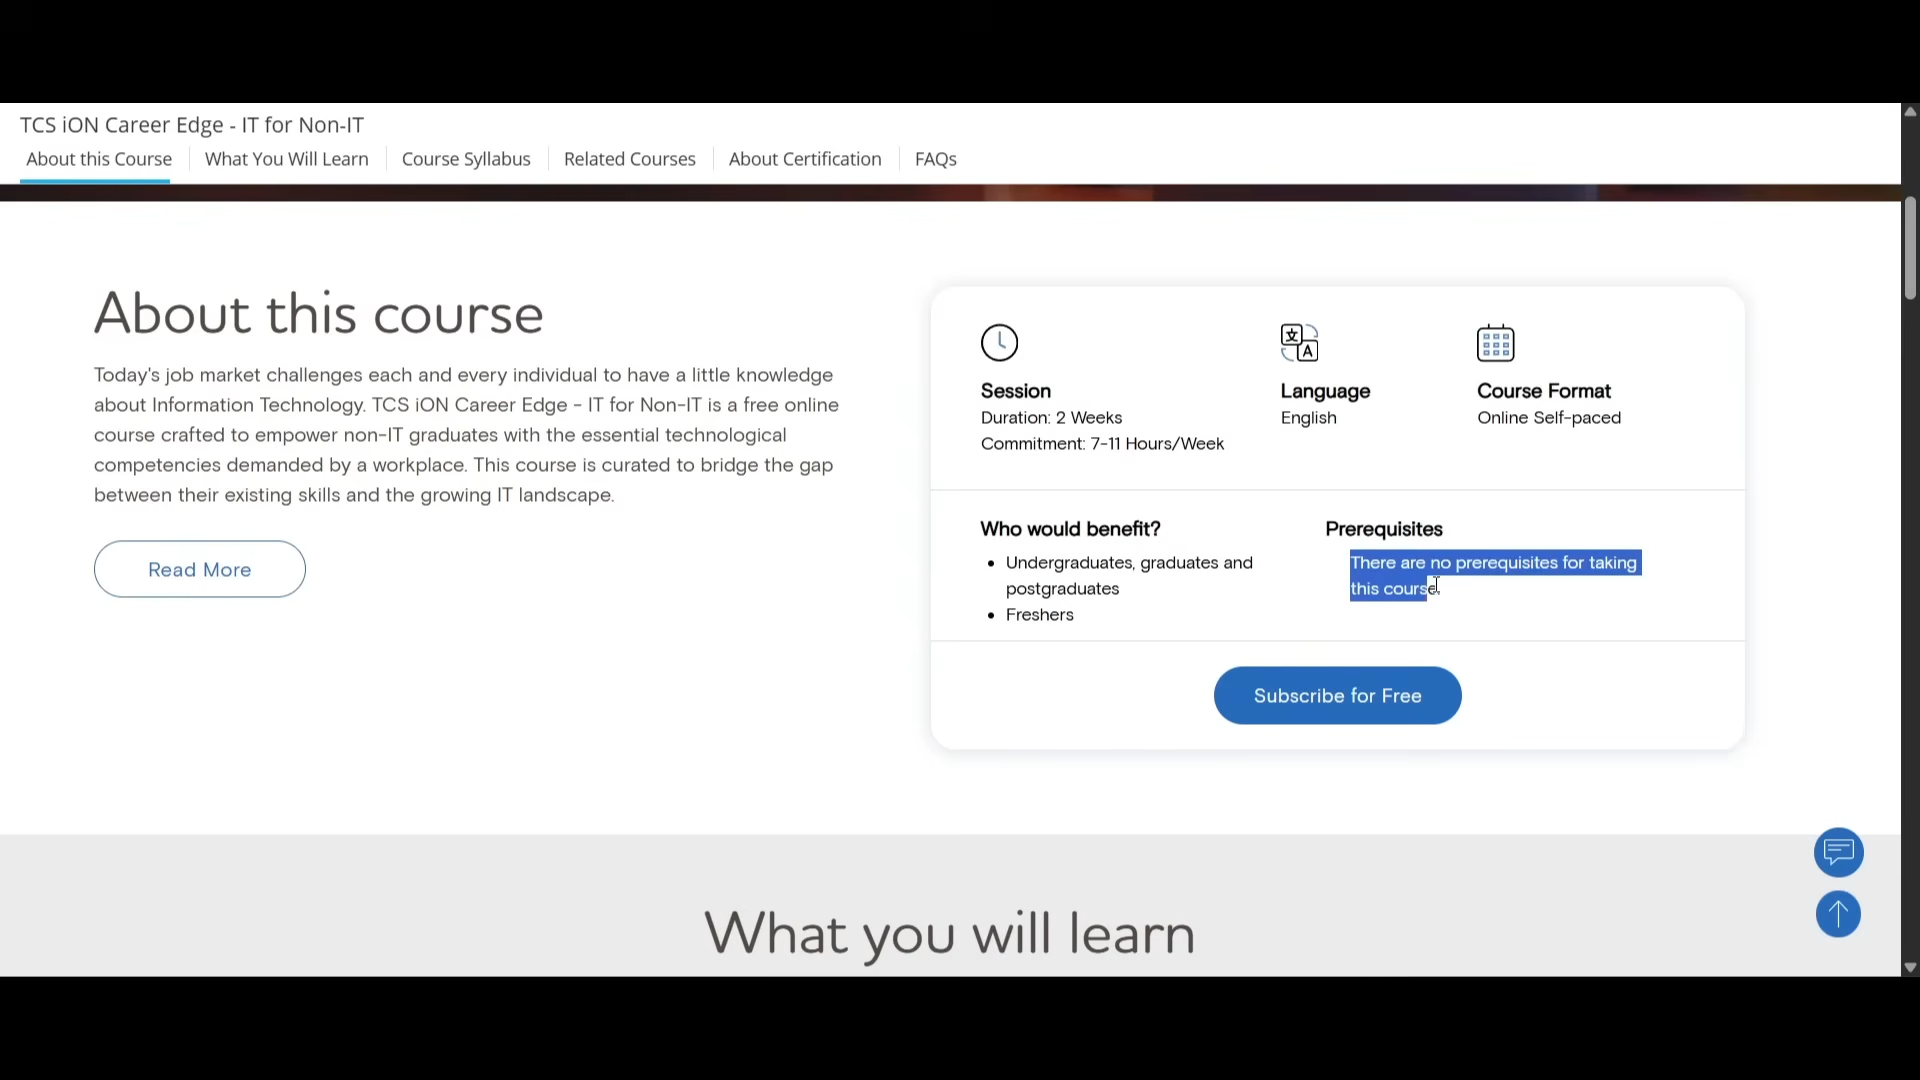 TCS iON Career Edge - IT for Non-IT
About this Course
What You Will Learn
Course Syllabus
Related Courses
About Certification
FAQs
About this course
Today's job market challenges each and every individual to have a little knowledge
about Information Technology. TCS iON Career Edge - IT for Non-IT is a free online
course crafted to empower non-IT graduates with the essential technological
competencies demanded by a workplace. This course is curated to bridge the gap
between their existing skills and the growing IT landscape.
Read More
Session
Duration: 2 Weeks
Commitment: 7-11 Hours/Week
文
A
Language
English
Course Format
Online Self-paced
Who would benefit?
• Undergraduates, graduates and
postgraduates
• Freshers
Prerequisites
There are no prerequisites for taking
this course
Subscribe for Free
What you will learn